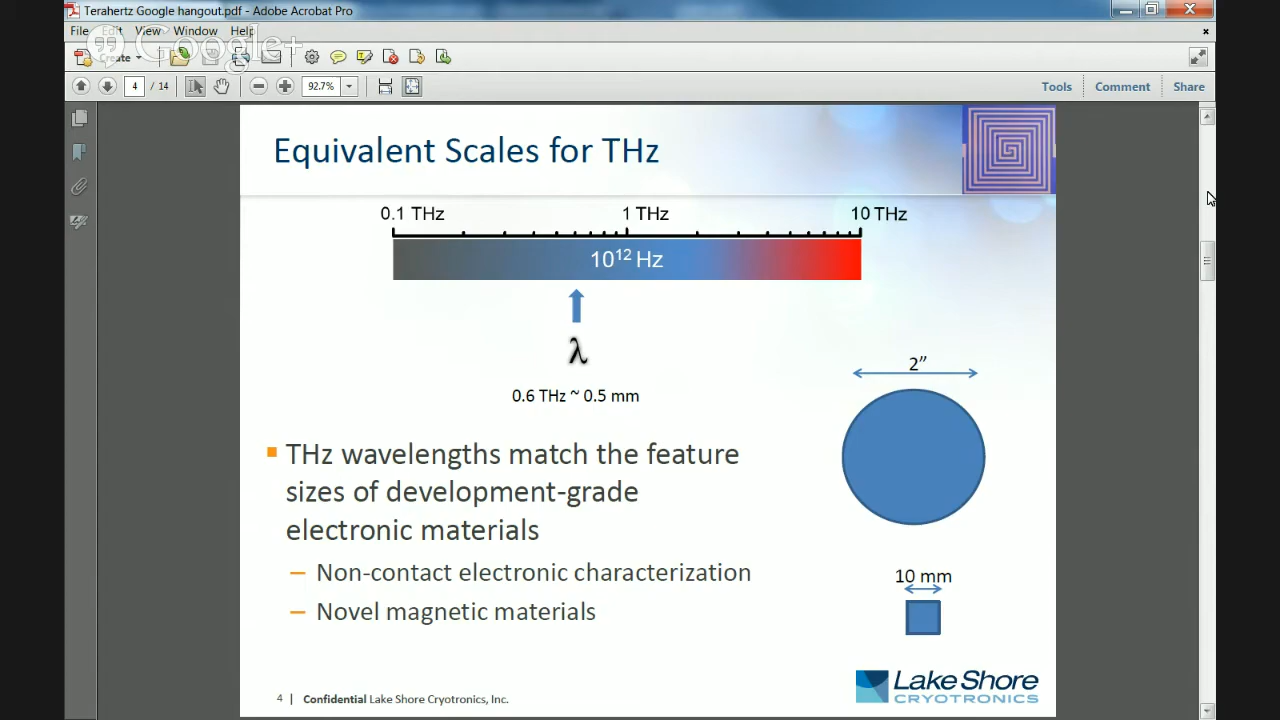 Terahertz Google hangout.pdf - Adobe Acrobat Pro
File Edit View Window Help
Google+
Create
4 / 14
92.7%
Tools Comment Share
Equivalent Scales for THz
0.1 THz 1 THz 10 THz
10¹² Hz
λ
0.6 THz ~ 0.5 mm
2”
THz wavelengths match the feature
sizes of development-grade
electronic materials
– Non-contact electronic characterization
– Novel magnetic materials
10 mm
4 | Confidential Lake Shore Cryotronics, Inc.
Lake Shore
CRYOTRONICS